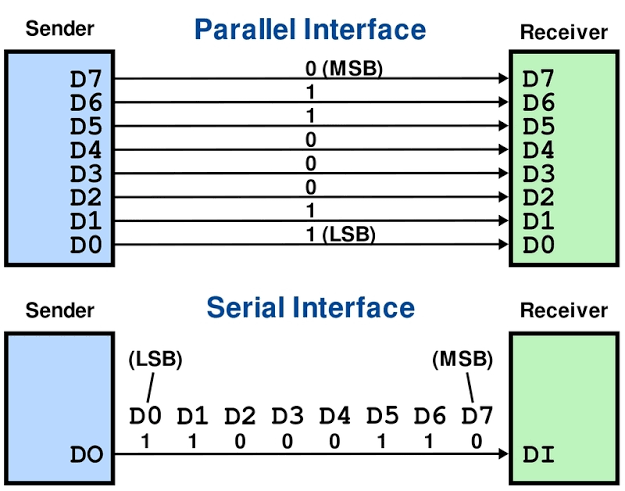 Sender Parallel Interface Receiver
D7 0 (MSB) D7
D6 1 D6
D5 1 D5
D4 0 D4
D3 0 D3
D2 0 D2
D1 1 D1
D0 1 (LSB) D0
Sender Serial Interface Receiver
(LSB) (MSB)
D0 D1 D2 D3 D4 D5 D6 D7
1 1 0 0 0 1 1 0
DO DI